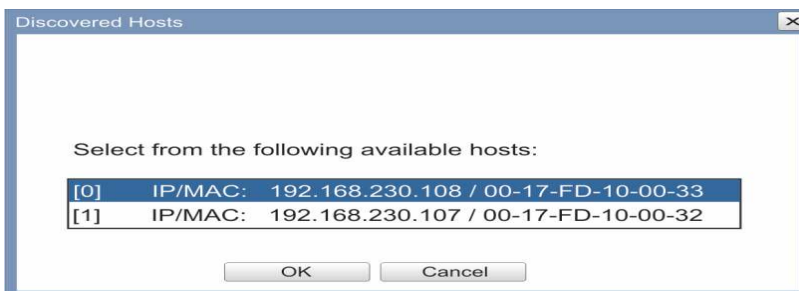 Discovered Hosts
Select from the following available hosts:
[0] IP/MAC: 192.168.230.108 / 00-17-FD-10-00-33
[1] IP/MAC: 192.168.230.107 / 00-17-FD-10-00-32
OK Cancel